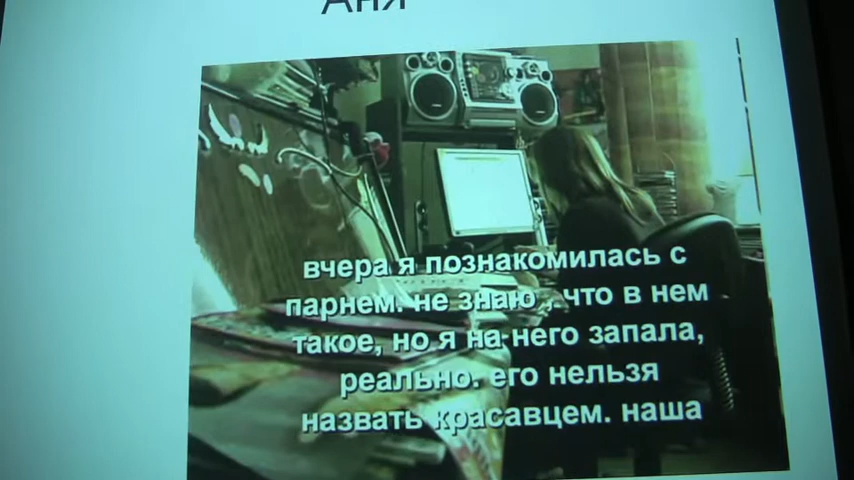 Аня
вчера я познакомилась с
парнем. не знаю , что в нем
такое, но я на него запала,
реально. его нельзя
назвать красавцем. наша